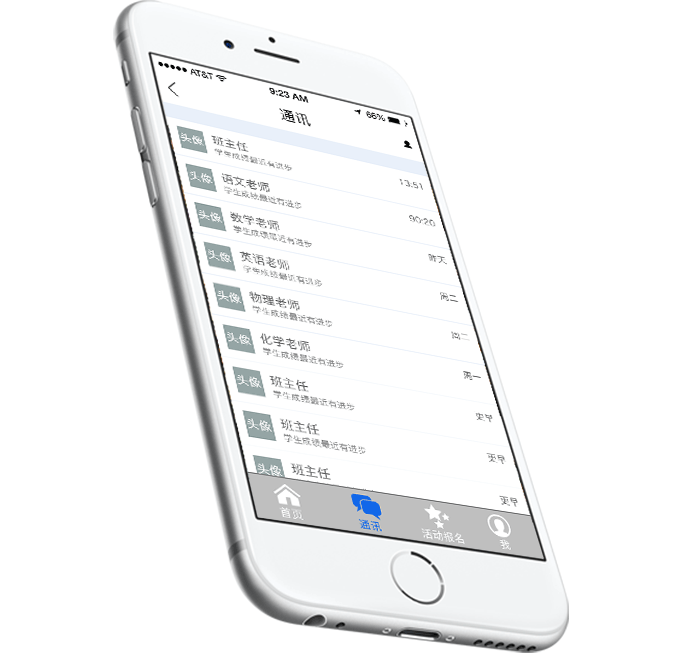 AT&T
9:23 AM
66%
通讯
头像
班主任
学生成绩最近有进步
13:51
头像
语文老师
学生成绩最近有进步
90:20
头像
数学老师
学生成绩最近有进步
昨天
头像
英语老师
学生成绩最近有进步
周二
头像
物理老师
学生成绩最近有进步
周二
头像
化学老师
学生成绩最近有进步
周一
头像
班主任
学生成绩最近有进步
更早
头像
班主任
学生成绩最近有进步
更早
头像
班主任
更早
首页
通讯
活动报名
我